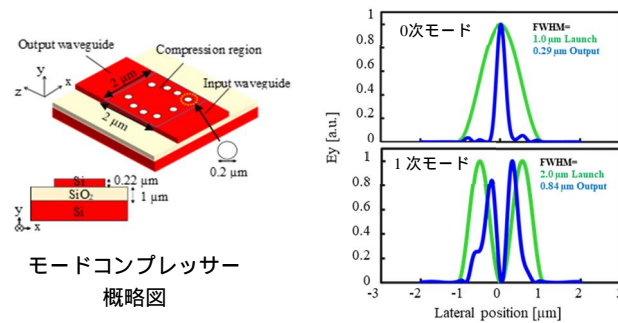 Output waveguide
Compression region
Input waveguide
y
x
z
2 µm
2 µm
0.2 µm
Si
0.22 µm
SiO2
1 µm
Si
y
x
モードコンプレッサー
概略図
Ey [a.u.]
1
0.8
0.6
0.4
0.2
0
0次モード
FWHM=
1.0 µm Launch
0.29 µm Output
1
0.8
0.6
0.4
0.2
0
1 次モード
FWHM=
2.0 µm Launch
0.84 µm Output
-3 -2 -1 0 1 2 3
Lateral position [µm]